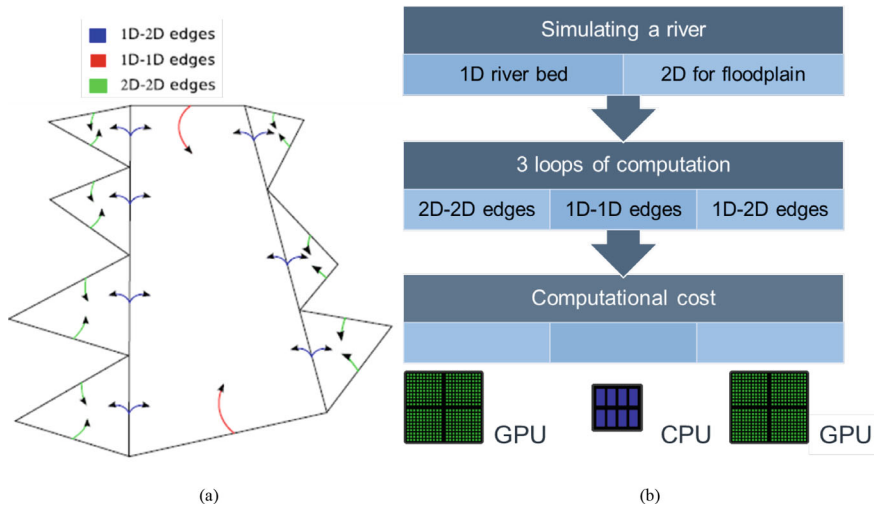 1D-2D edges
1D-1D edges
2D-2D edges
(a)
Simulating a river
1D river bed
2D for floodplain
3 loops of computation
2D-2D edges
1D-1D edges
1D-2D edges
Computational cost
GPU
CPU
GPU
(b)